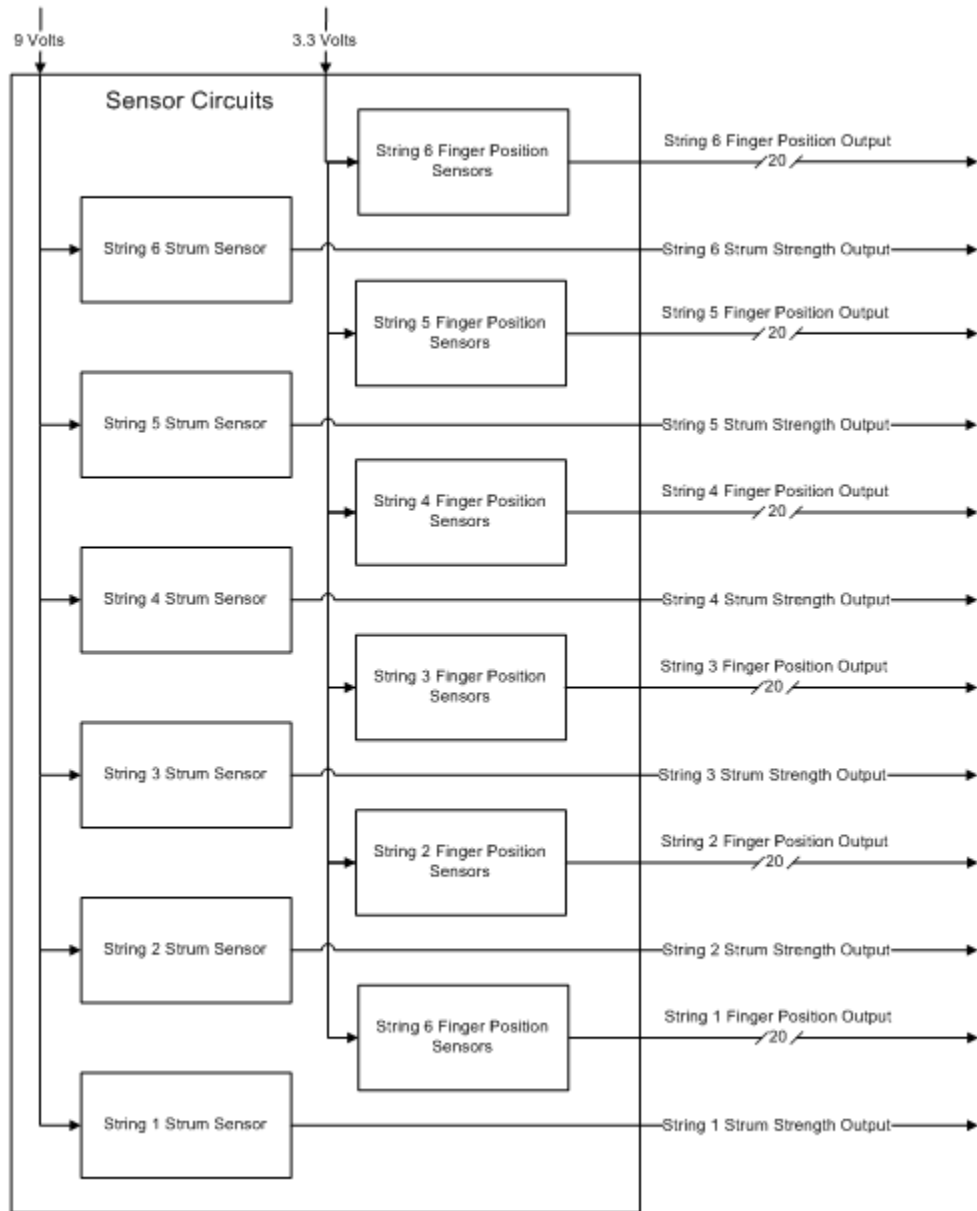 9 Volts
3.3 Volts
Sensor Circuits
String 6 Finger Position
Sensors
String 6 Finger Position Output
20
String 6 Strum Sensor
String 6 Strum Strength Output
String 5 Finger Position
Sensors
String 5 Finger Position Output
20
String 5 Strum Sensor
String 5 Strum Strength Output
String 4 Finger Position
Sensors
String 4 Finger Position Output
20
String 4 Strum Sensor
String 4 Strum Strength Output
String 3 Finger Position
Sensors
String 3 Finger Position Output
20
String 3 Strum Sensor
String 3 Strum Strength Output
String 2 Finger Position
Sensors
String 2 Finger Position Output
20
String 2 Strum Sensor
String 2 Strum Strength Output
String 6 Finger Position
Sensors
String 1 Finger Position Output
20
String 1 Strum Sensor
String 1 Strum Strength Output